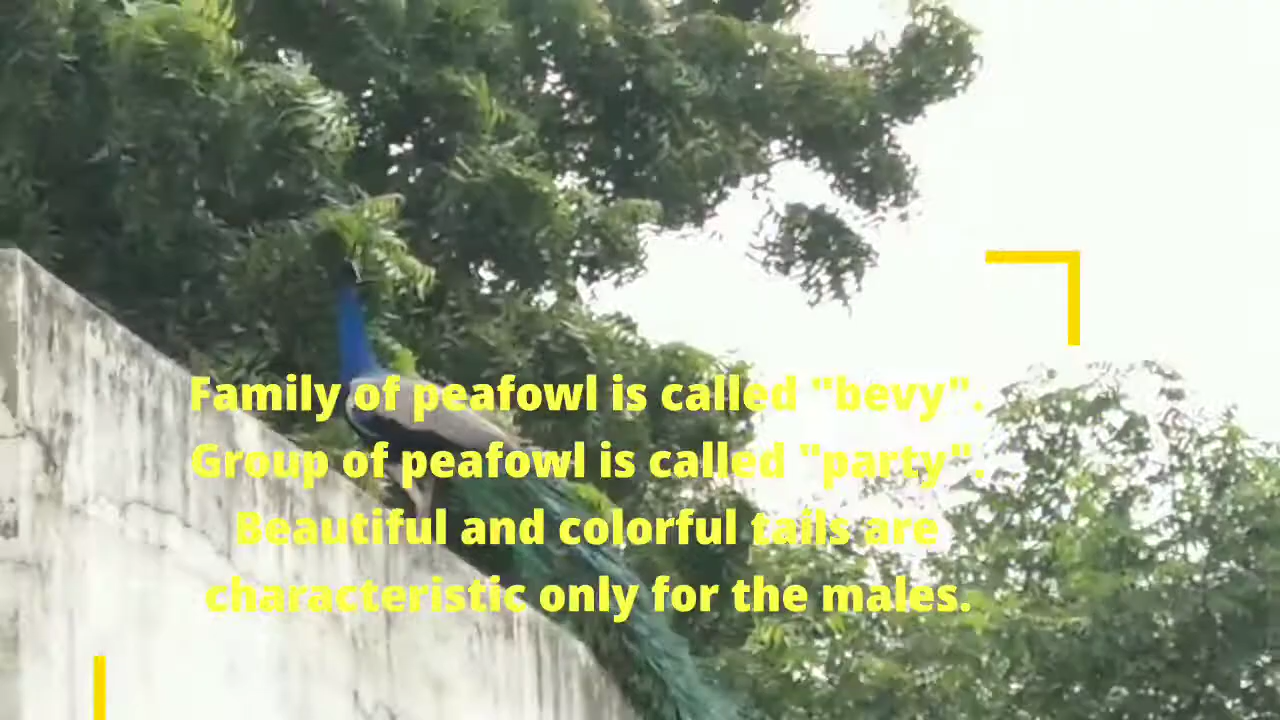 Family of peafowl is called "bevy".
Group of peafowl is called "party".
Beautiful and colorful tails are
characteristic only for the males.